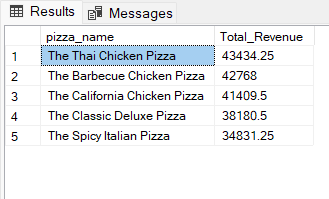 Results Messages
pizza_name Total_Revenue
1 The Thai Chicken Pizza 43434.25
2 The Barbecue Chicken Pizza 42768
3 The California Chicken Pizza 41409.5
4 The Classic Deluxe Pizza 38180.5
5 The Spicy Italian Pizza 34831.25